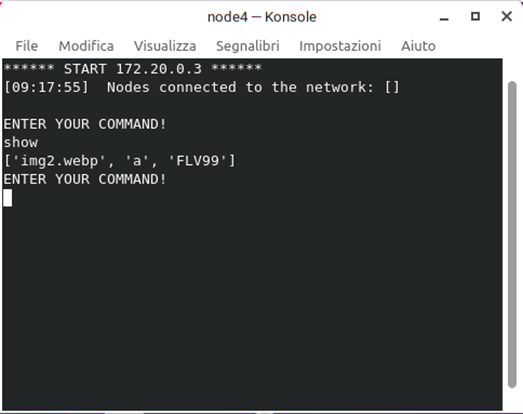 node4 — Konsole
File Modifica Visualizza Segnalibri Impostazioni Aiuto
****** START 172.20.0.3 ******
[09:17:55]  Nodes connected to the network: []
ENTER YOUR COMMAND!
show
['img2.webp', 'a', 'FLV99']
ENTER YOUR COMMAND!